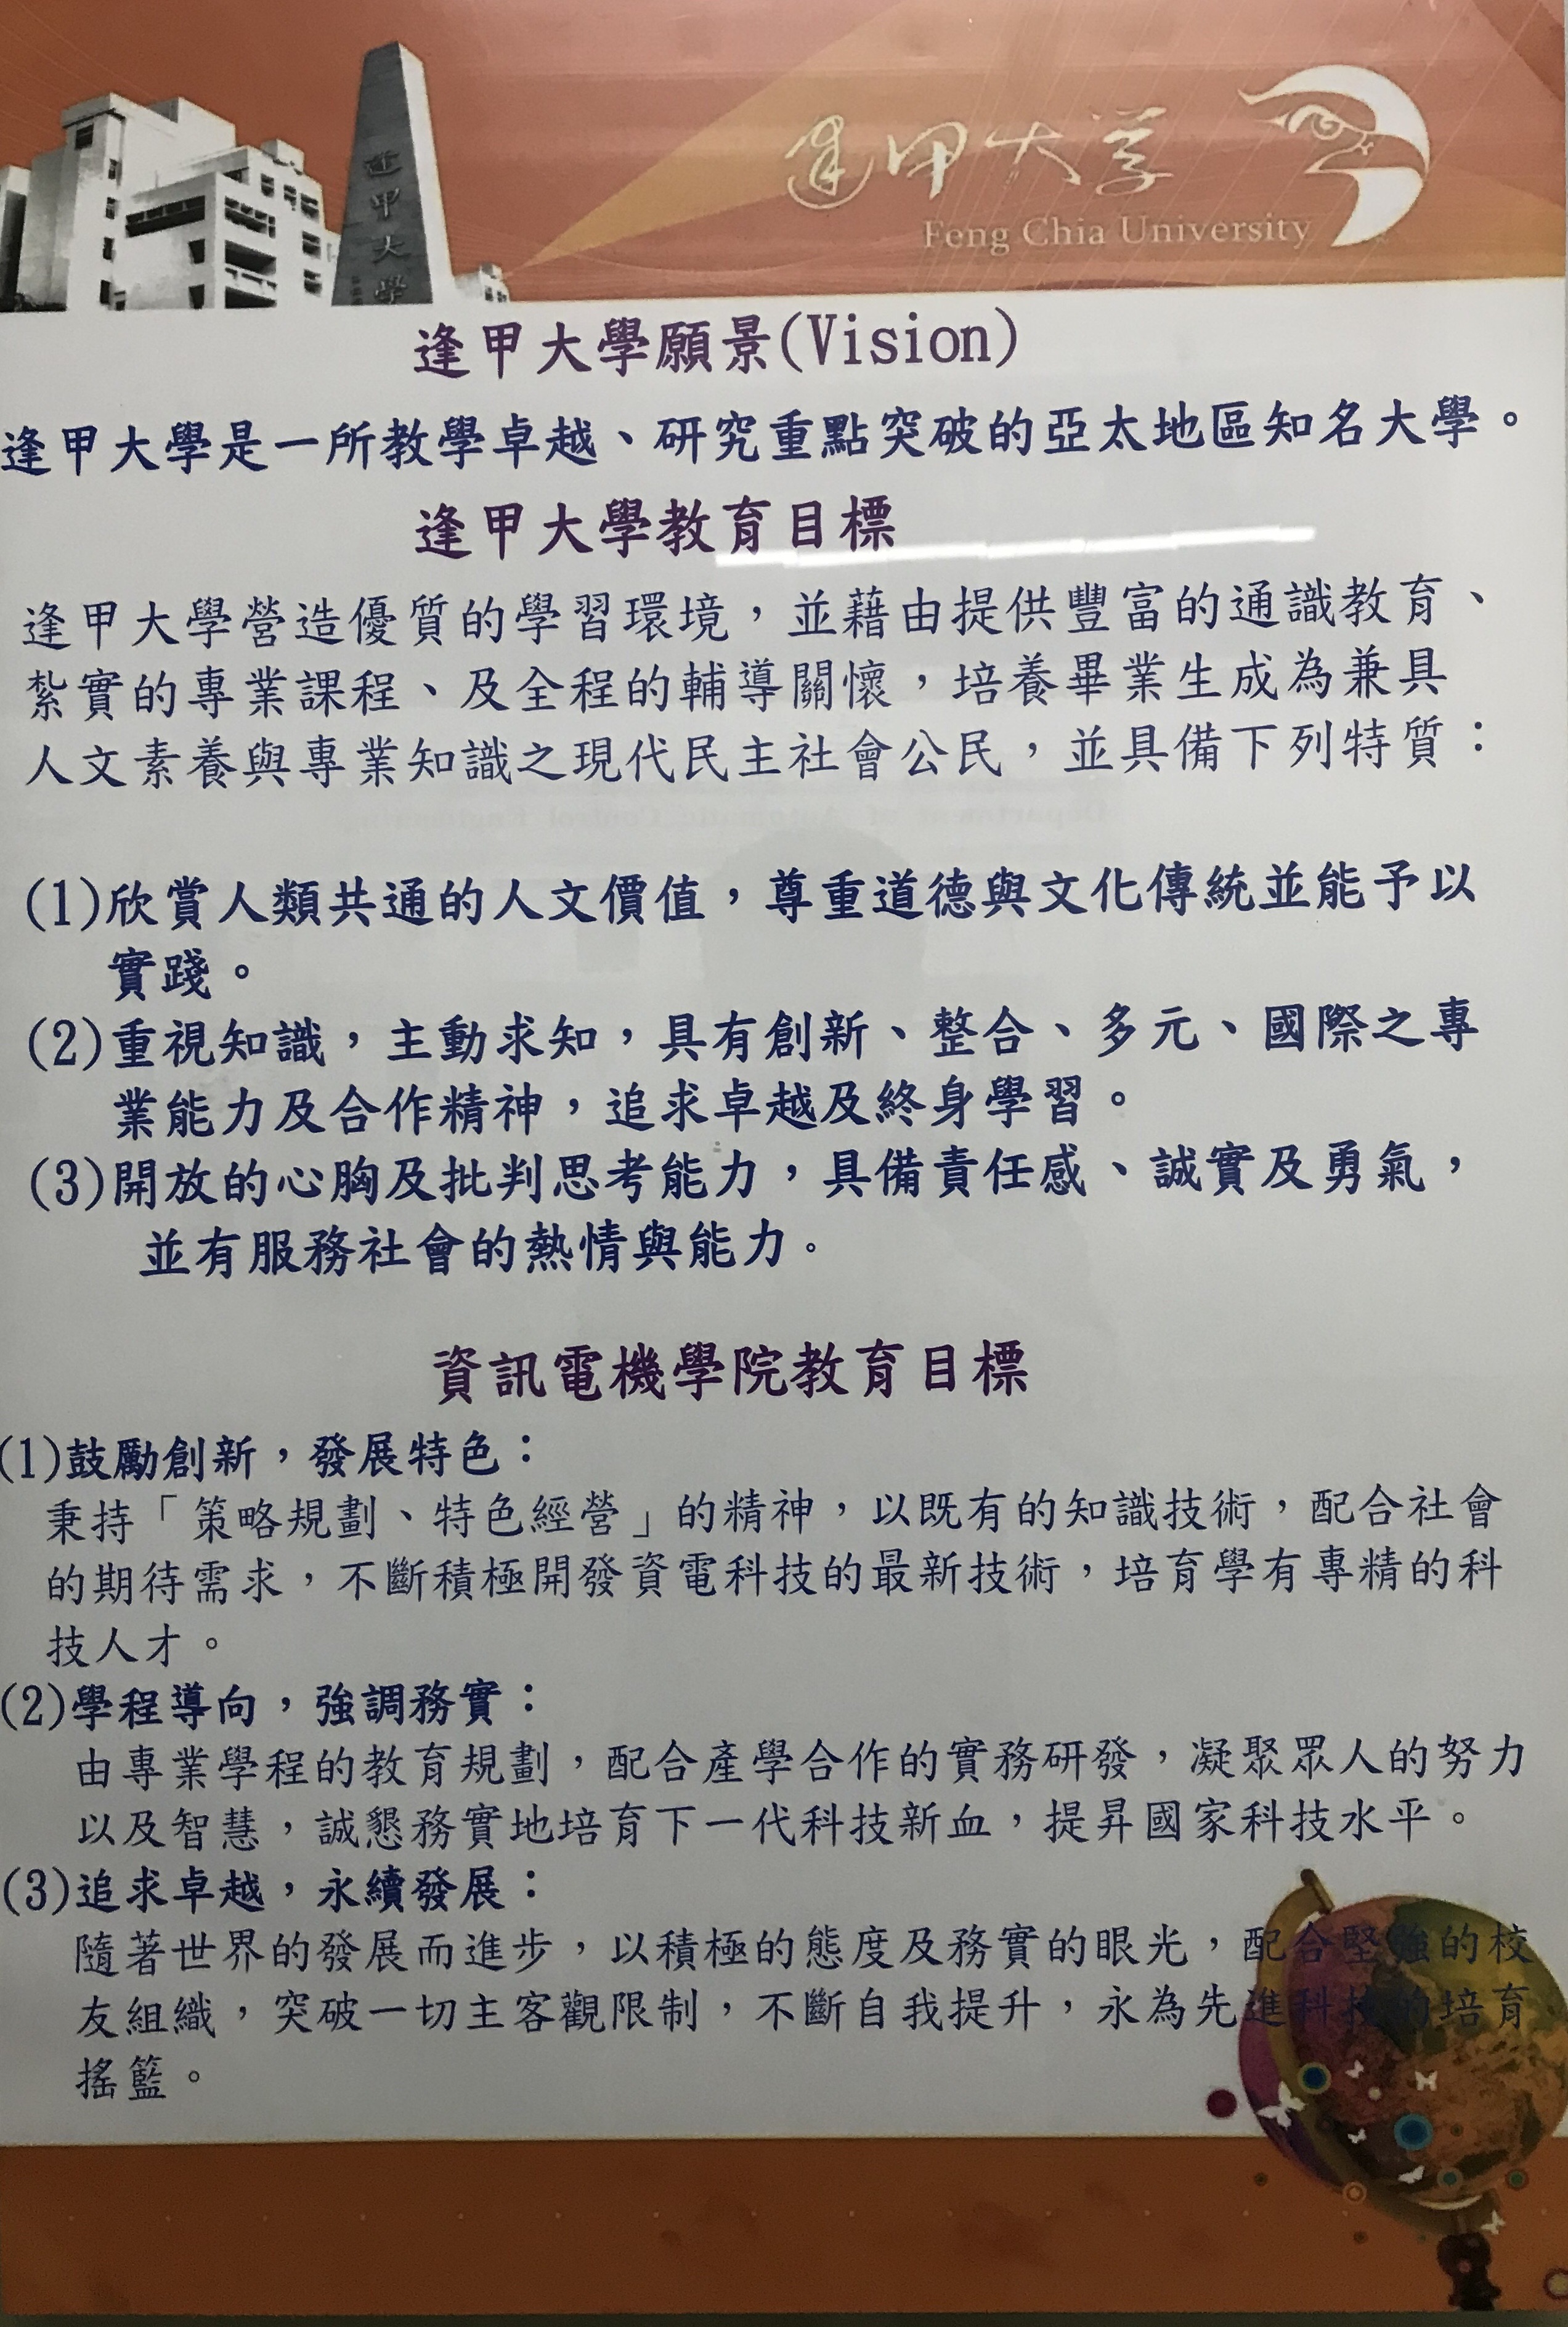 逢甲大學
逢甲大學
Feng Chia University
逢甲大學願景(Vision)
逢甲大學是一所教學卓越、研究重點突破的亞太地區知名大學。
逢甲大學教育目標
逢甲大學營造優質的學習環境，並藉由提供豐富的通識教育、
紮實的專業課程、及全程的輔導關懷，培養畢業生成為兼具
人文素養與專業知識之現代民主社會公民，並具備下列特質：
(1)欣賞人類共通的人文價值，尊重道德與文化傳統並能予以
實踐。
(2)重視知識，主動求知，具有創新、整合、多元、國際之專
業能力及合作精神，追求卓越及終身學習。
(3)開放的心胸及批判思考能力，具備責任感、誠實及勇氣，
並有服務社會的熱情與能力。
資訊電機學院教育目標
(1)鼓勵創新，發展特色：
秉持「策略規劃、特色經營」的精神，以既有的知識技術，配合社會
的期待需求，不斷積極開發資電科技的最新技術，培育學有專精的科
技人才。
(2)學程導向，強調務實：
由專業學程的教育規劃，配合產學合作的實務研發，凝聚眾人的努力
以及智慧，誠懇務實地培育下一代科技新血，提昇國家科技水平。
(3)追求卓越，永續發展：
隨著世界的發展而進步，以積極的態度及務實的眼光，配合堅強的校
友組織，突破一切主客觀限制，不斷自我提升，永為先進科技的培育
搖籃。